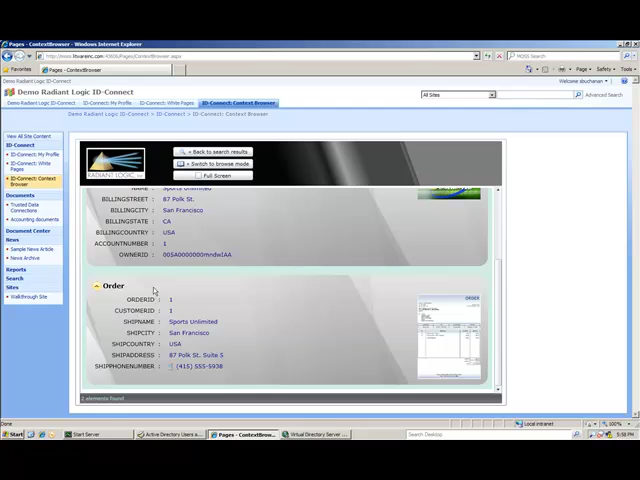 Pages - ContextBrowser - Windows Internet Explorer
Favorites
Pages - ContextBrowser
Page
Safety
Tools
Demo Radiant Logic ID-Connect
Welcome sbuchanan
Demo Radiant Logic ID-Connect
All Sites
Advanced Search
Demo Radiant Logic ID-Connect
ID-Connect: My Profile
ID-Connect: White Pages
ID-Connect: Context Browser
Demo Radiant Logic ID-Connect > ID-Connect > ID-Connect: Context Browser
View All Site Content
ID-Connect
ID-Connect: My Profile
ID-Connect: White Pages
ID-Connect: Context Browser
Documents
Trusted Data Connections
Accounting documents
Document Center
News
Sample News Article
News Archive
Reports
Search
Sites
Walkthrough Site
RADIANT LOGIC
« Back to search results
« Switch to browse mode
Full Screen
NAME : Sports Unlimited
BILLINGSTREET : 87 Polk St.
BILLINGCITY : San Francisco
BILLINGSTATE : CA
BILLINGCOUNTRY : USA
ACCOUNTNUMBER : 1
Order
ORDERID : 1
CUSTOMERID : 1
SHIPNAME : Sports Unlimited
SHIPCITY : San Francisco
SHIPCOUNTRY : USA
SHIPADDRESS : 87 Polk St. Suite 5
SHIPPHONENUMBER : (415) 555-5938
ORDER
2 elements found
Done
Local intranet
100%
Start
Start Server
Active Directory Users a...
Pages - ContextBrow...
Virtual Directory Server ...
Search Desktop
5:58 PM